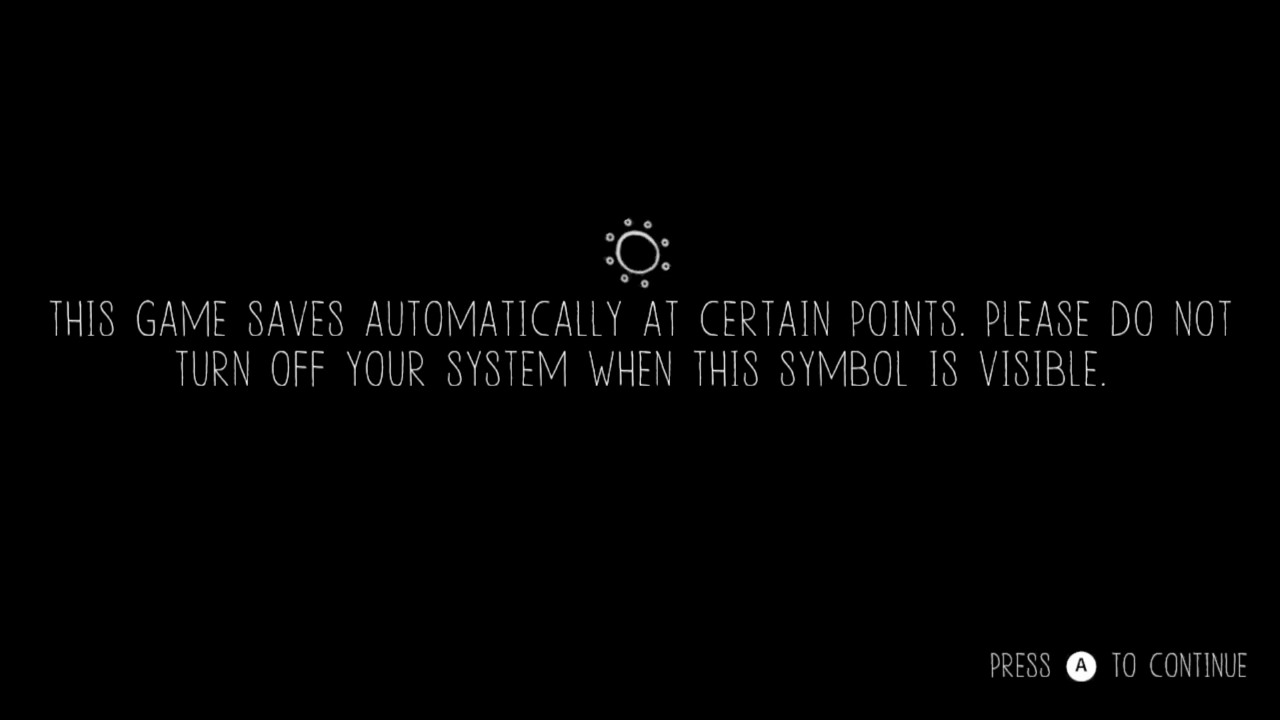 THIS GAME SAVES AUTOMATICALLY AT CERTAIN POINTS. PLEASE DO NOT
TURN OFF YOUR SYSTEM WHEN THIS SYMBOL IS VISIBLE.
PRESS A TO CONTINUE